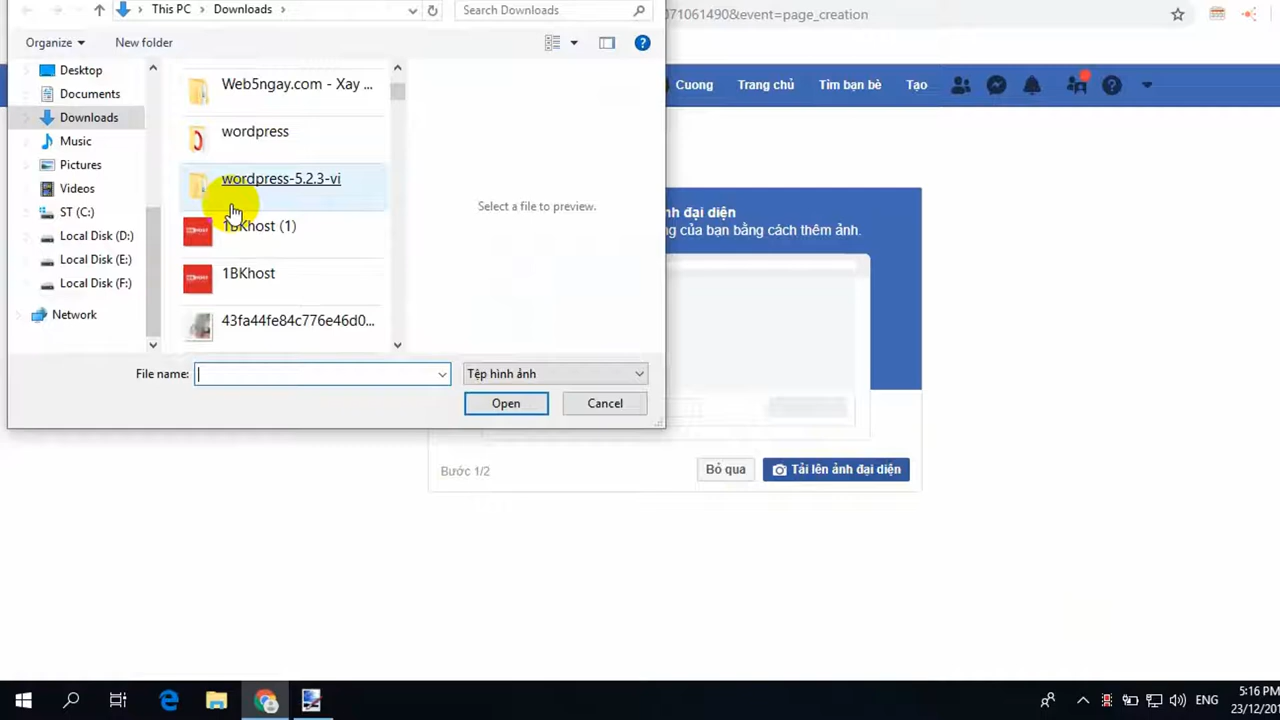 This PC > Downloads >
Search Downloads
071061490&event=page_creation
Organize
New folder
Desktop
Documents
Downloads
Music
Pictures
Videos
ST (C:)
Local Disk (D:)
Local Disk (E:)
Local Disk (F:)
Network
Web5ngay.com - Xay ...
wordpress
wordpress-5.2.3-vi
1BKhost (1)
1BKhost
43fa44fe84c776e46d0...
Select a file to preview.
File name:
Tệp hình ảnh
Open
Cancel
Cuong
Trang chủ
Tìm bạn bè
Tạo
nh đại diện
g của bạn bằng cách thêm ảnh.
Bước 1/2
Bỏ qua
Tải lên ảnh đại diện
ENG
5:16 PM
23/12/201